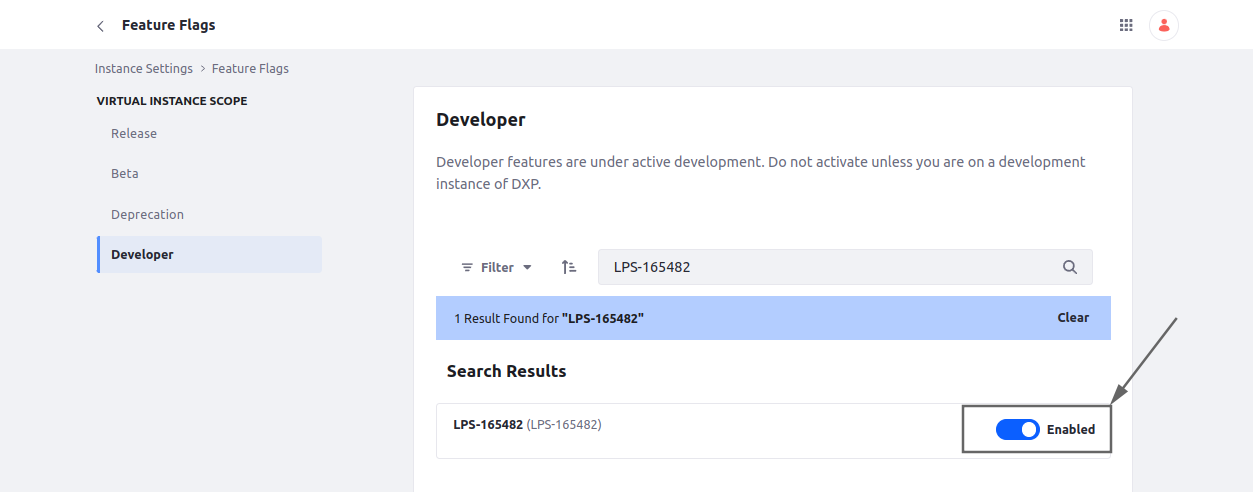 Feature Flags
Instance Settings > Feature Flags
VIRTUAL INSTANCE SCOPE
Release
Beta
Deprecation
Developer
Developer
Developer features are under active development. Do not activate unless you are on a development
instance of DXP.
Filter
LPS-165482
1 Result Found for "LPS-165482"
Clear
Search Results
LPS-165482 (LPS-165482)
Enabled